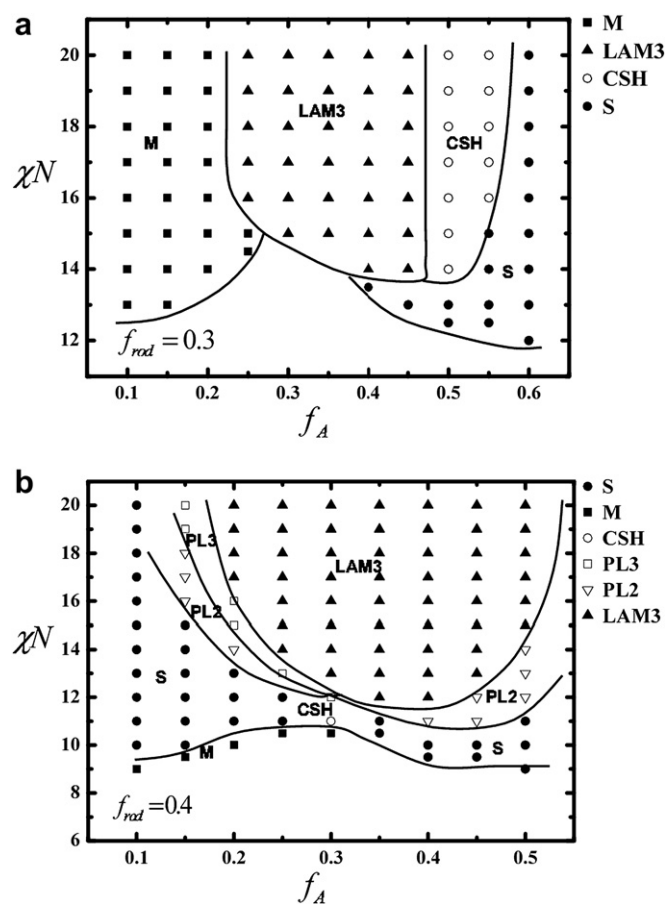 a
M
LAM3
CSH
S
20
18
16
14
12
χN
M
LAM3
CSH
S
f_rod = 0.3
0.1 0.2 0.3 0.4 0.5 0.6
f_A
b
S
M
CSH
PL3
PL2
LAM3
20
18
16
14
12
10
8
6
χN
PL3
LAM3
PL2
S
CSH
PL2
M
S
f_rod =0.4
0.1 0.2 0.3 0.4 0.5
f_A